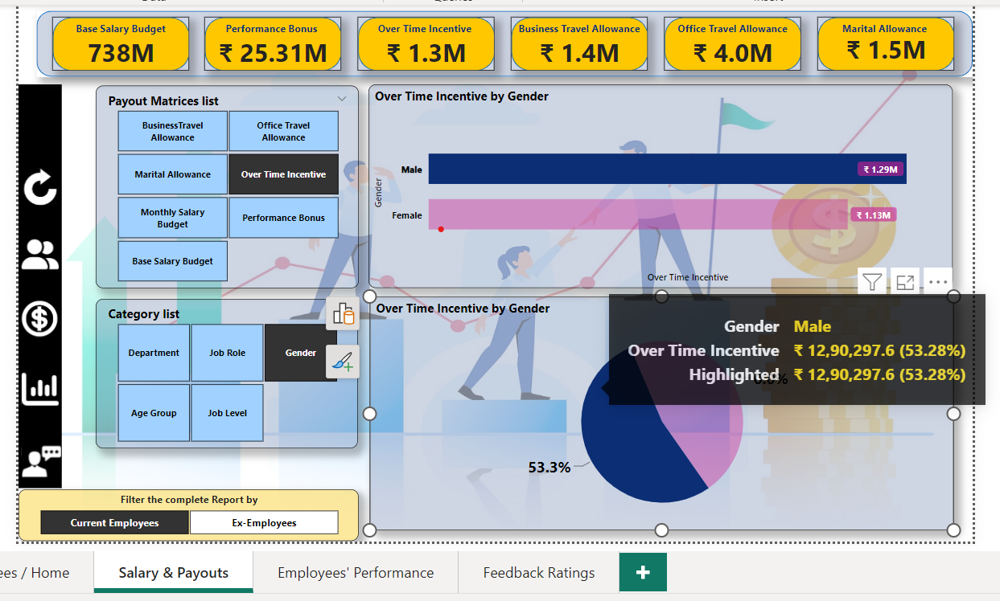 Base Salary Budget
738M
Performance Bonus
₹ 25.31M
Over Time Incentive
₹ 1.3M
Business Travel Allowance
₹ 1.4M
Office Travel Allowance
₹ 4.0M
Marital Allowance
₹ 1.5M
Payout Matrices list
BusinessTravel
Allowance
Office Travel
Allowance
Marital Allowance
Over Time Incentive
Monthly Salary
Budget
Performance Bonus
Base Salary Budget
Over Time Incentive by Gender
Gender
Male
₹ 1.29M
Female
₹ 1.13M
Over Time Incentive
Category list
Department
Job Role
Gender
Age Group
Job Level
Over Time Incentive by Gender
Gender Male
Over Time Incentive ₹ 12,90,297.6 (53.28%)
Highlighted ₹ 12,90,297.6 (53.28%)
53.3%
Filter the complete Report by
Current Employees
Ex-Employees
/ Home
Salary & Payouts
Employees' Performance
Feedback Ratings